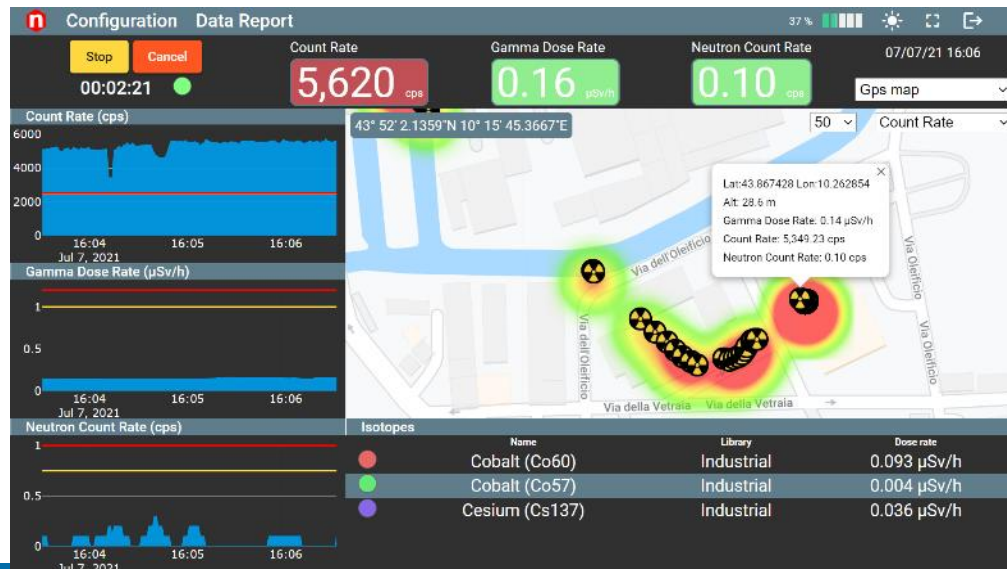 n Configuration Data Report 37 %
Stop Cancel
00:02:21
Count Rate
5,620 cps
Gamma Dose Rate
0.16 µSv/h
Neutron Count Rate
0.10 cps
07/07/21 16:06
Gps map
Count Rate (cps)
6000
4000
2000
0
16:04 16:05 16:06
Jul 7, 2021
Gamma Dose Rate (µSv/h)
1
0.5
0
16:04 16:05 16:06
Jul 7, 2021
Neutron Count Rate (cps)
1
0.5
0
16:04 16:05 16:06
Jul 7, 2021
43° 52' 2.1359"N 10° 15' 45.3667"E
50 Count Rate
Lat:43.867428 Lon:10.262854
Alt: 28.6 m
Gamma Dose Rate: 0.14 µSv/h
Count Rate: 5,349.23 cps
Neutron Count Rate: 0.10 cps
Via dell'Oleificio
Via Oleificio
Via dell'Oleificio
Via Oleificio
Via della Vetraia Via della Vetraia
Isotopes
Name Library Dose rate
Cobalt (Co60) Industrial 0.093 µSv/h
Cobalt (Co57) Industrial 0.004 µSv/h
Cesium (Cs137) Industrial 0.036 µSv/h